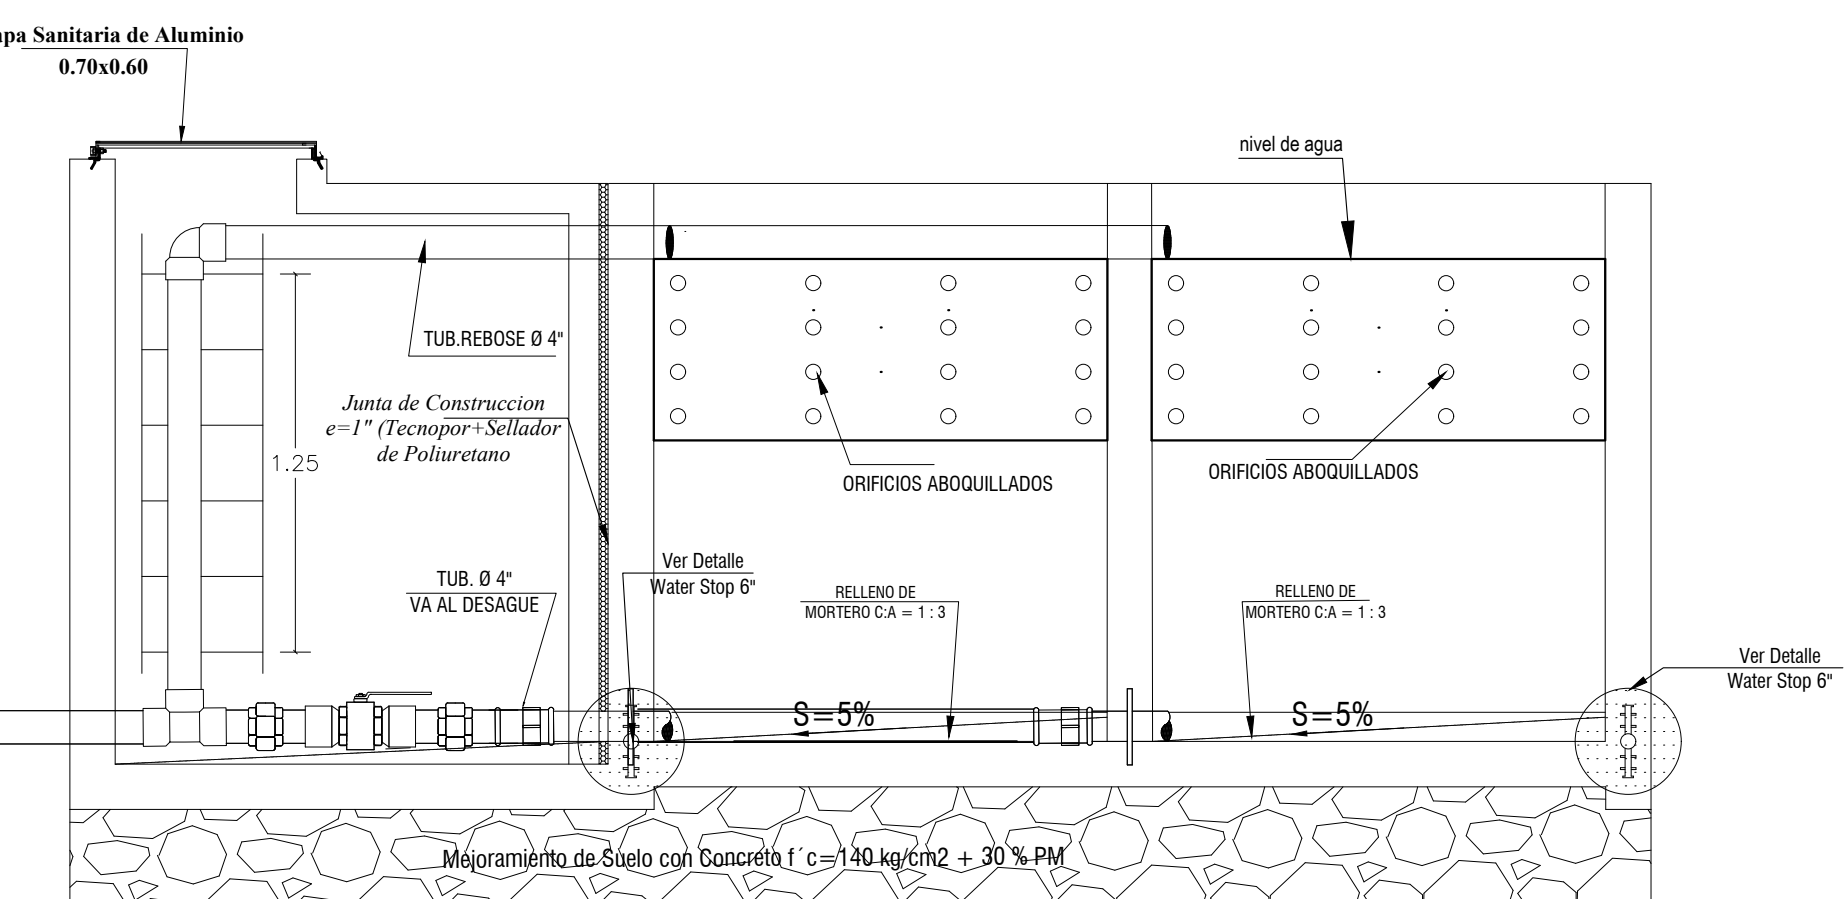 Sanitaria de Aluminio
0.70x0.60
nivel de agua
TUB.REBOSE Ø 4"
Junta de Construccion
e=1" (Tecnopor+Sellador
de Poliuretano
1.25
ORIFICIOS ABOQUILLADOS
ORIFICIOS ABOQUILLADOS
TUB. Ø 4"
VA AL DESAGUE
Ver Detalle
Water Stop 6"
RELLENO DE
MORTERO C:A = 1 : 3
RELLENO DE
MORTERO C:A = 1 : 3
Ver Detalle
Water Stop 6"
S=5%
S=5%
Mejoramiento de Suelo con Concreto f´c=140 kg/cm2 + 30 % PM